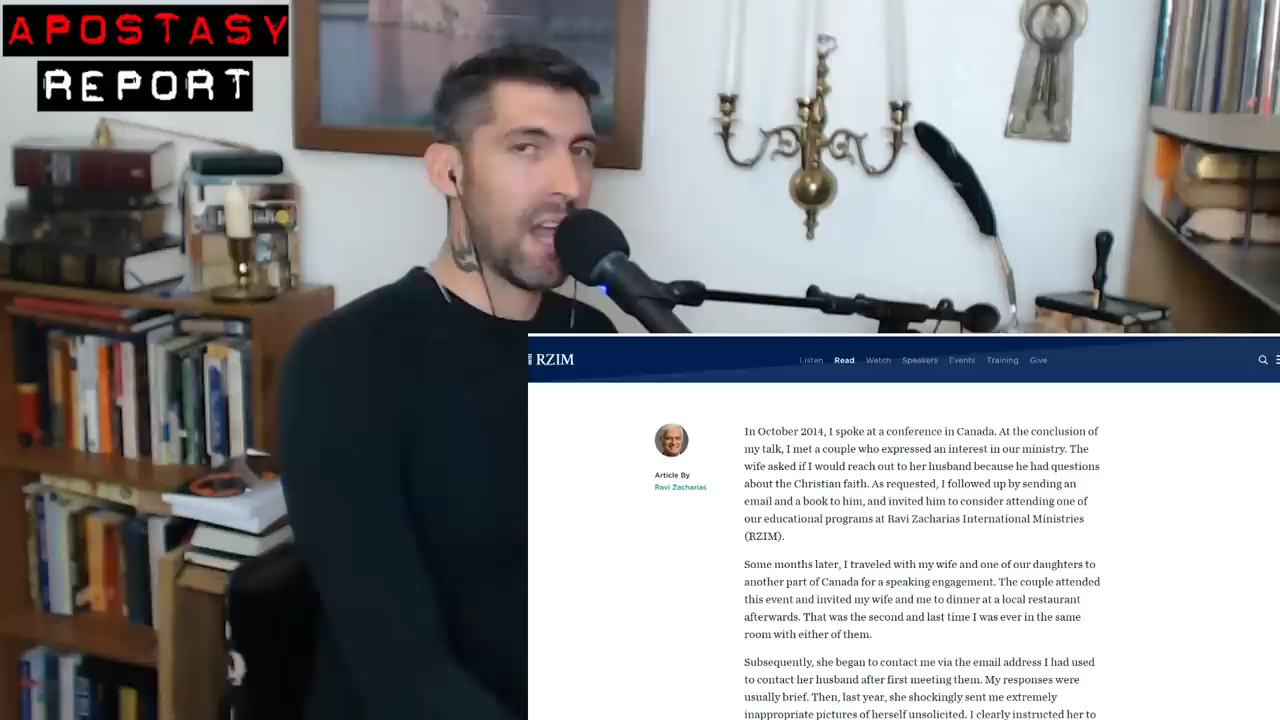 APOSTASY
REPORT
RZIM
Listen Read Watch Speakers Events Training Give
Article By
Ravi Zacharias
In October 2014, I spoke at a conference in Canada. At the conclusion of
my talk, I met a couple who expressed an interest in our ministry. The
wife asked if I would reach out to her husband because he had questions
about the Christian faith. As requested, I followed up by sending an
email and a book to him, and invited him to consider attending one of
our educational programs at Ravi Zacharias International Ministries
(RZIM).
Some months later, I traveled with my wife and one of our daughters to
another part of Canada for a speaking engagement. The couple attended
this event and invited my wife and me to dinner at a local restaurant
afterwards. That was the second and last time I was ever in the same
room with either of them.
Subsequently, she began to contact me via the email address I had used
to contact her husband after first meeting them. My responses were
usually brief. Then, last year, she shockingly sent me extremely
inappropriate pictures of herself unsolicited. I clearly instructed her to